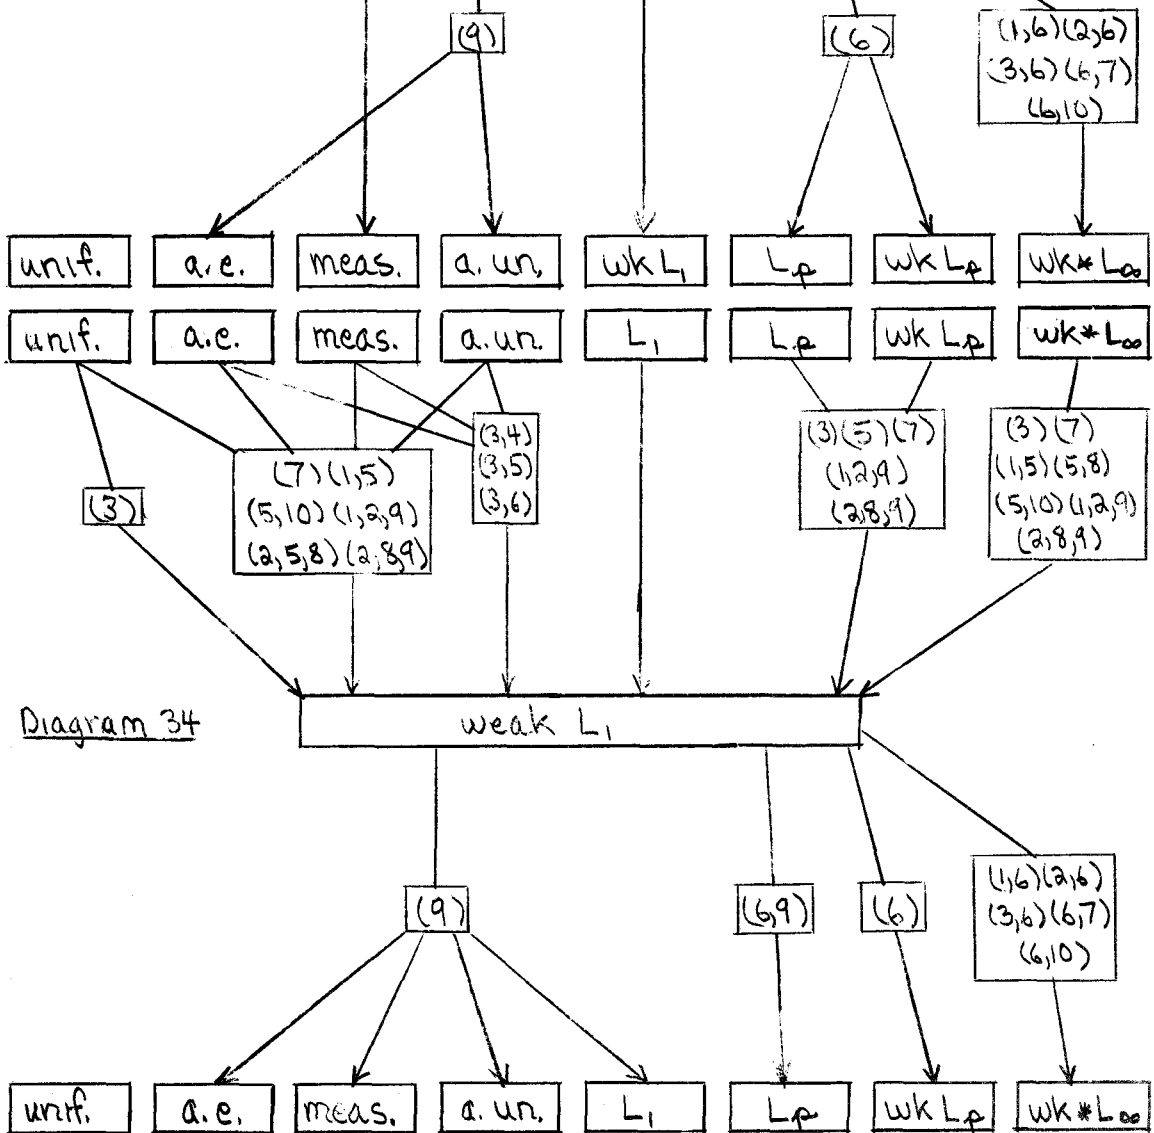 (9) (6) (1,6)(2,6)
(3,6)(6,7)
(6,10)
unif. a.e. meas. a.un. wk L₁ Lₚ wk Lₚ wk* L∞
unif. a.e. meas. a.un. L₁ Lₚ wk Lₚ wk* L∞
(3)
(7)(1,5)
(5,10)(1,2,9)
(2,5,8)(2,8,9)
(3,4)
(3,5)
(3,6)
(3)(5)(7)
(1,2,9)
(2,8,9)
(3)(7)
(1,5)(5,8)
(5,10)(1,2,9)
(2,8,9)
Diagram 34
weak L₁
(9) (6,9) (6)
(1,6)(2,6)
(3,6)(6,7)
(6,10)
unif. a.e. meas. a.un. L₁ Lₚ wk Lₚ wk* L∞